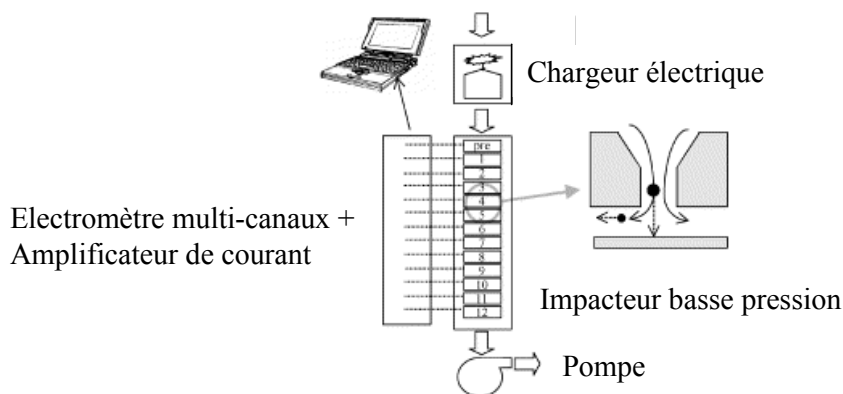 Chargeur électrique
pre
1
2
3
4
5
6
7
8
9
10
11
12
Electromètre multi-canaux +
Amplificateur de courant
Impacteur basse pression
Pompe